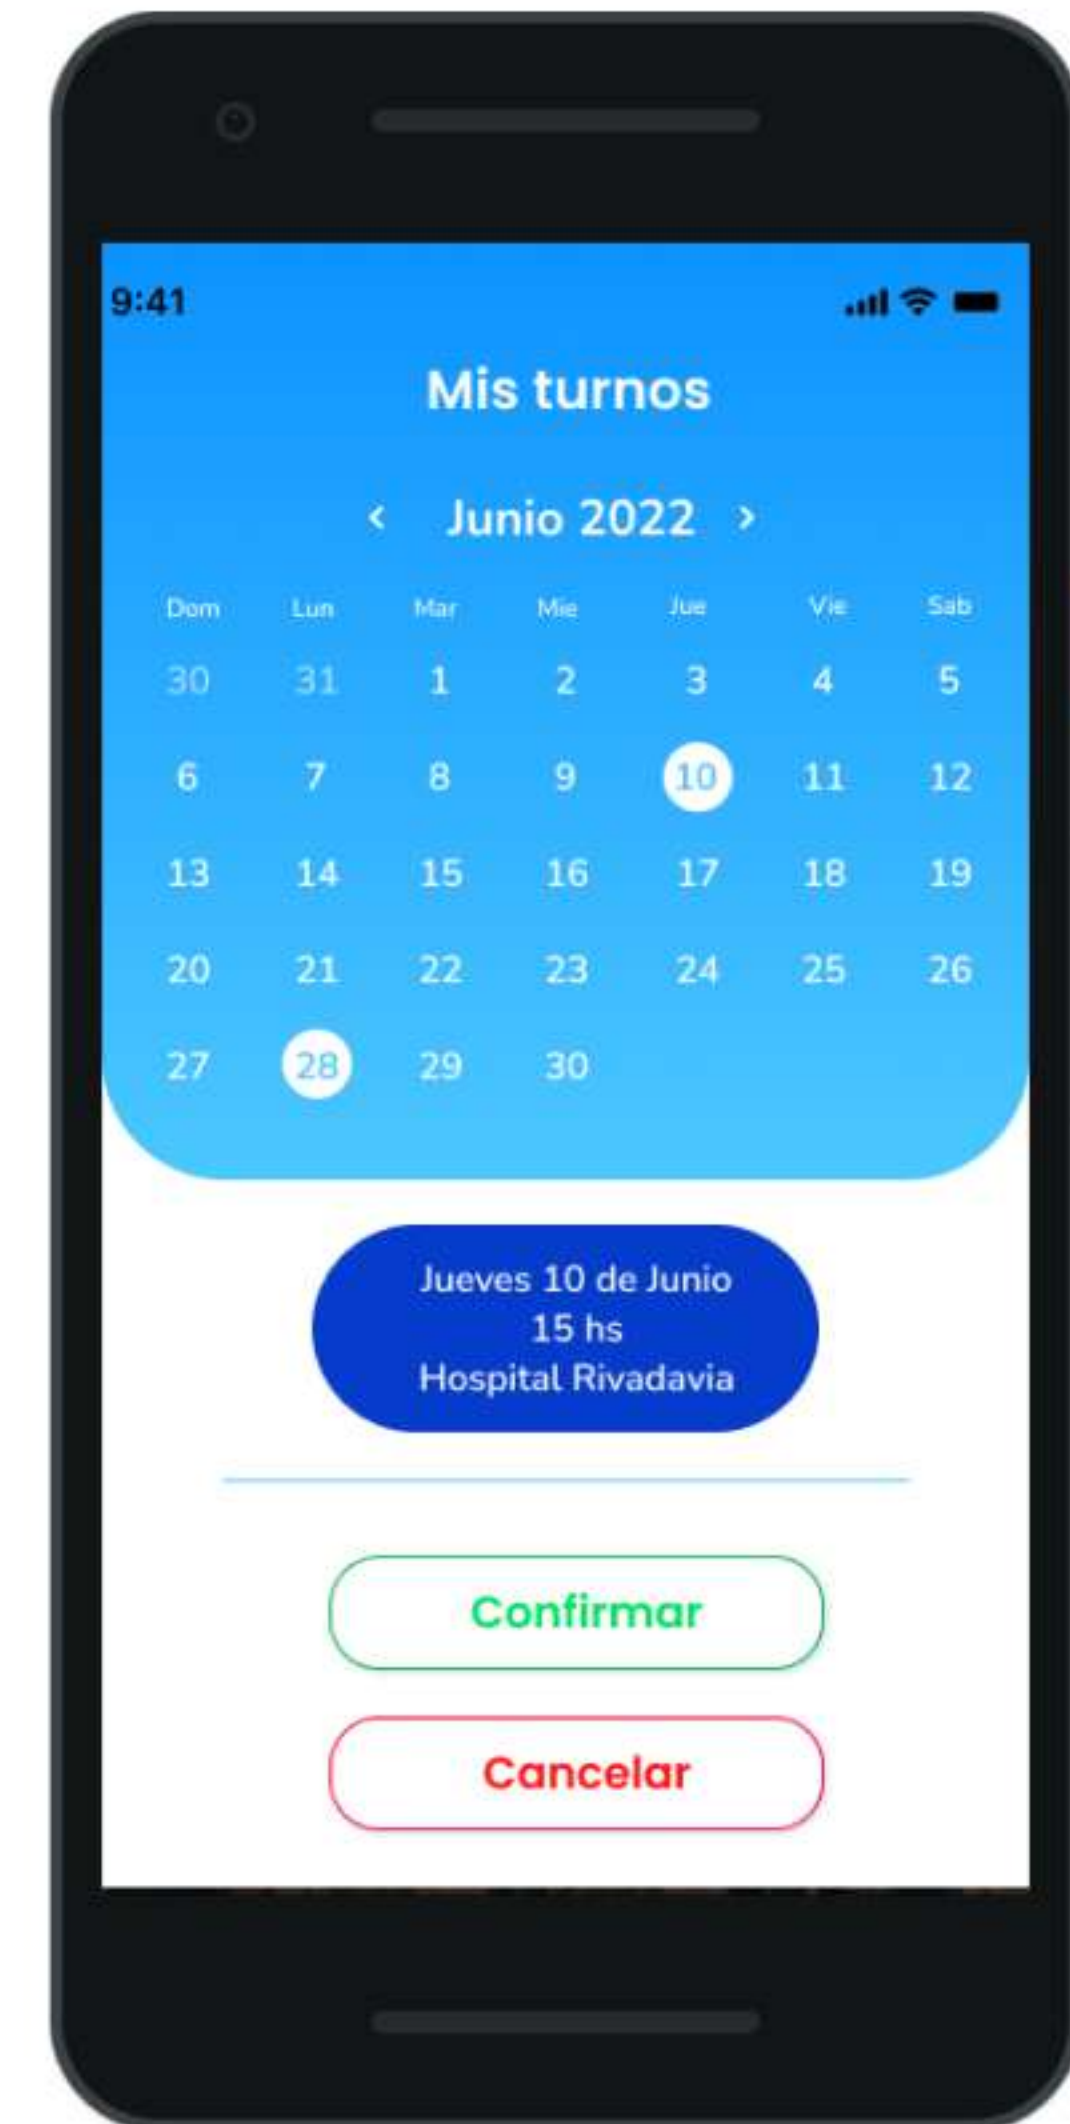 9:41
Mis turnos
< Junio 2022 >
Dom Lun Mar Mie Jue Vie Sab
30 31 1 2 3 4 5
6 7 8 9 10 11 12
13 14 15 16 17 18 19
20 21 22 23 24 25 26
27 28 29 30
Jueves 10 de Junio
15 hs
Hospital Rivadavia
Confirmar
Cancelar